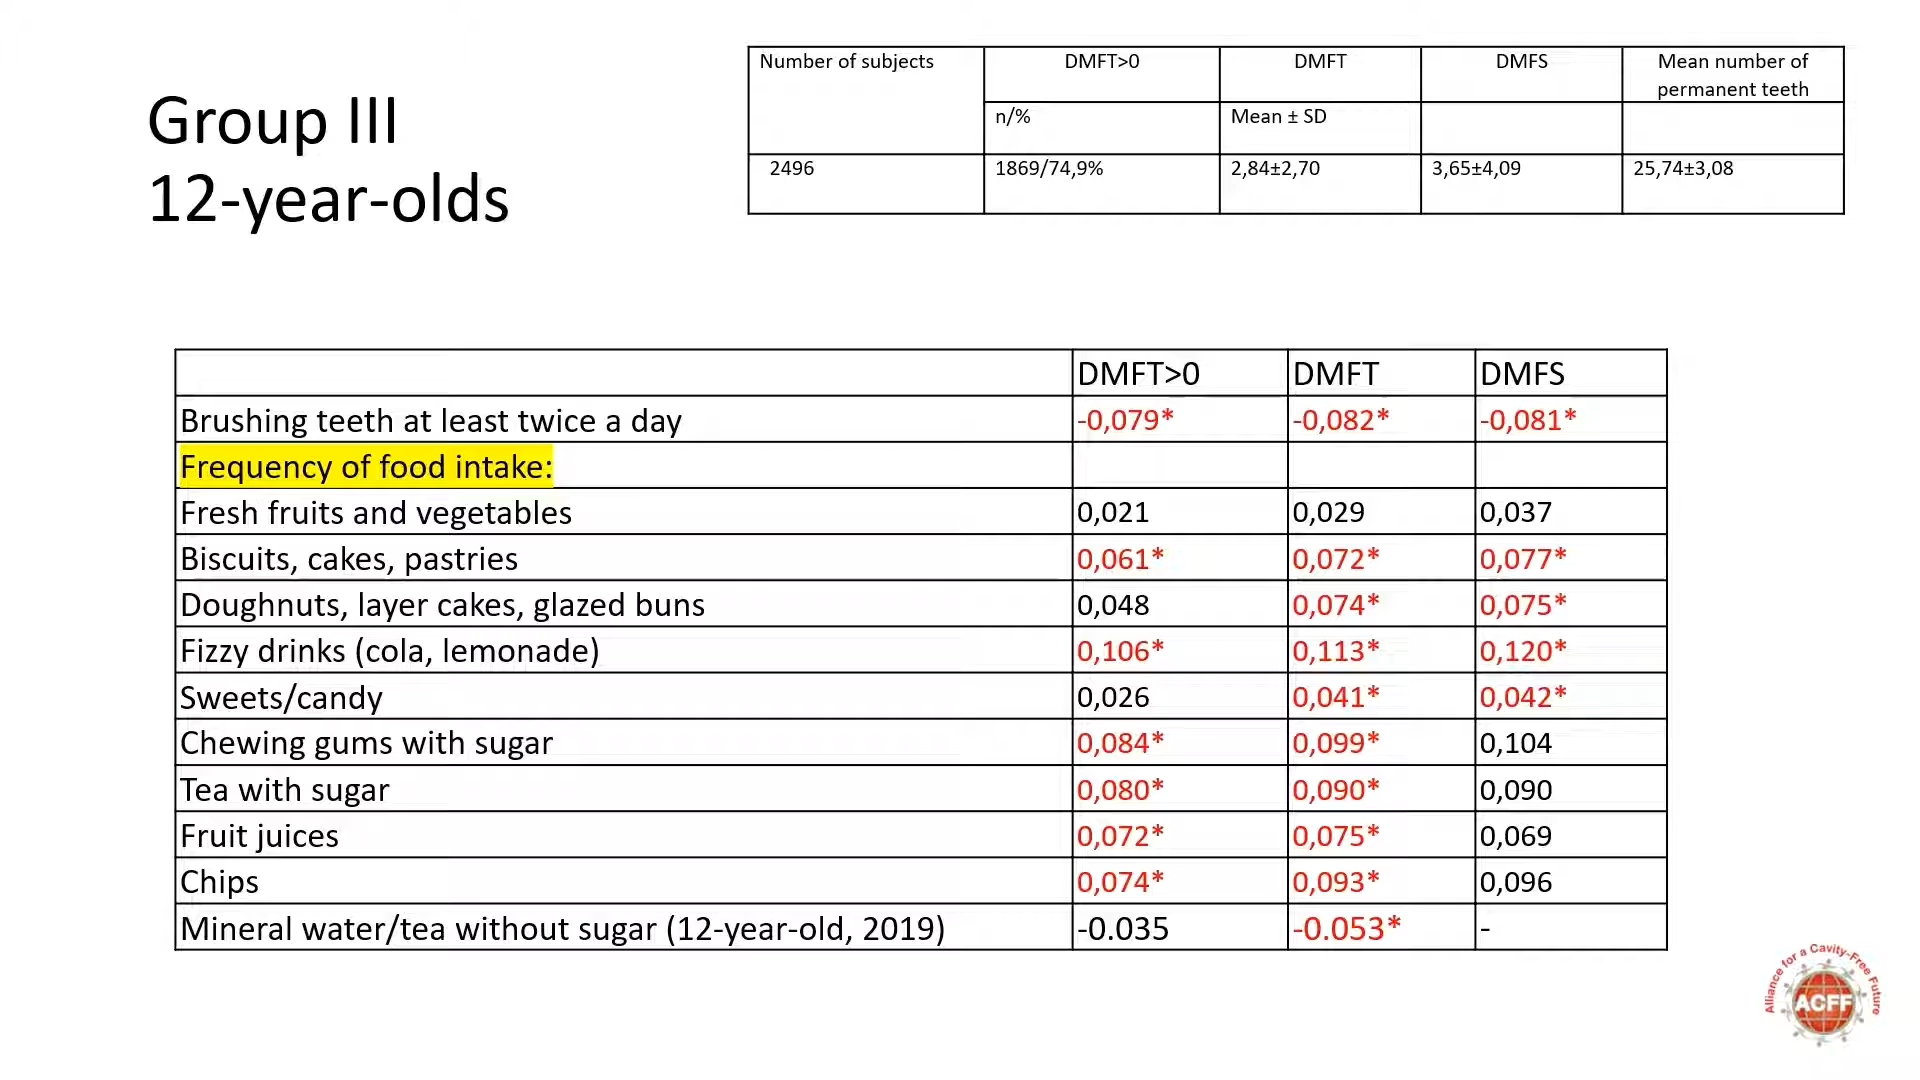 Group III
12-year-olds
Number of subjects DMFT>0 DMFT DMFS Mean number of
permanent teeth
n/% Mean ± SD
2496 1869/74,9% 2,84±2,70 3,65±4,09 25,74±3,08
DMFT>0 DMFT DMFS
Brushing teeth at least twice a day -0,079* -0,082* -0,081*
Frequency of food intake:
Fresh fruits and vegetables 0,021 0,029 0,037
Biscuits, cakes, pastries 0,061* 0,072* 0,077*
Doughnuts, layer cakes, glazed buns 0,048 0,074* 0,075*
Fizzy drinks (cola, lemonade) 0,106* 0,113* 0,120*
Sweets/candy 0,026 0,041* 0,042*
Chewing gums with sugar 0,084* 0,099* 0,104
Tea with sugar 0,080* 0,090* 0,090
Fruit juices 0,072* 0,075* 0,069
Chips 0,074* 0,093* 0,096
Mineral water/tea without sugar (12-year-old, 2019) -0.035 -0.053* -
Alliance for a Cavity-Free Future
ACFF